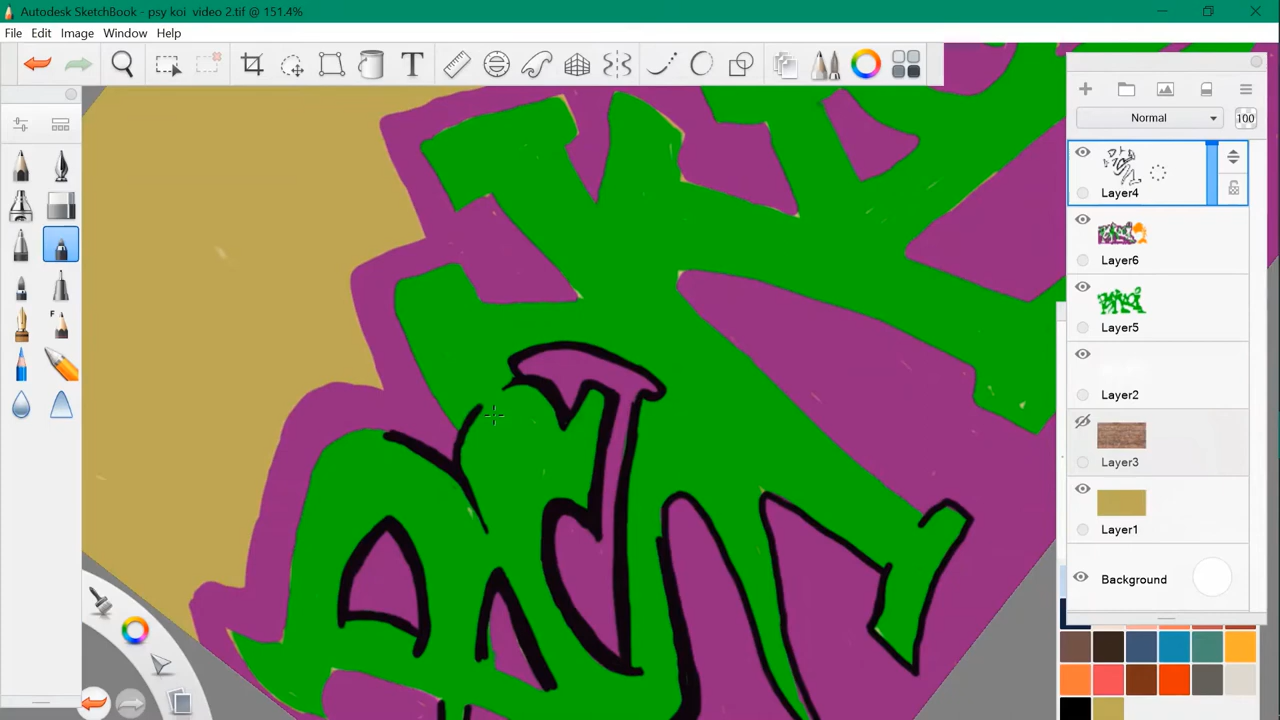 Autodesk SketchBook - psy koi  video 2.tif @ 151.4%
File Edit Image Window Help
T
Normal 100
Layer4
Layer6
Layer5
Layer2
Layer3
Layer1
Background
F